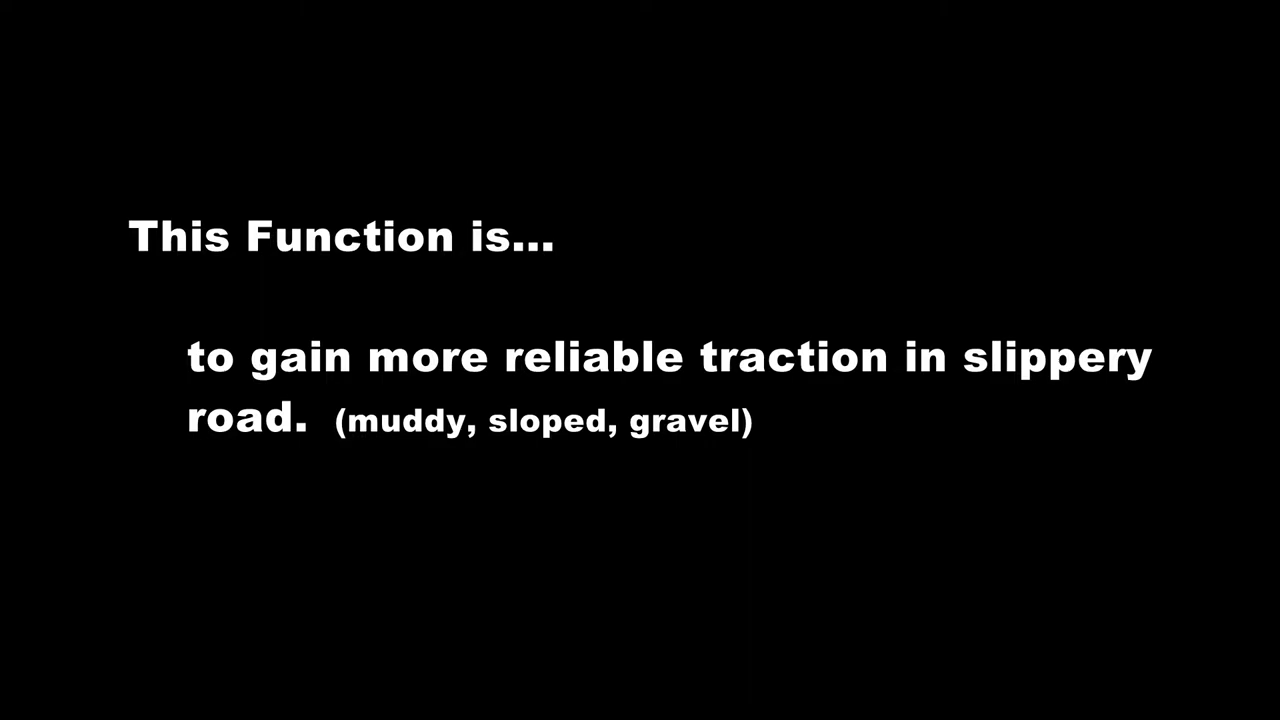 This Function is...
to gain more reliable traction in slippery
road. (muddy, sloped, gravel)